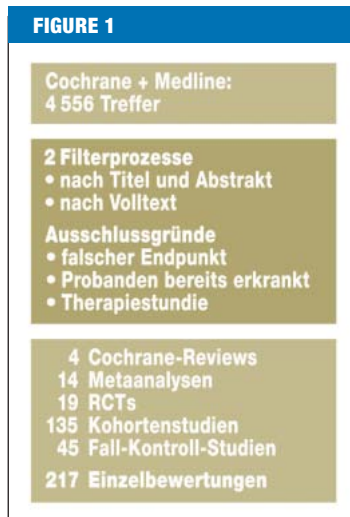 FIGURE 1
Cochrane + Medline:
4 556 Treffer
2 Filterprozesse
• nach Titel und Abstrakt
• nach Volltext
Ausschlussgründe
• falscher Endpunkt
• Probanden bereits erkrankt
• Therapiestudie
4 Cochrane-Reviews
14 Metaanalysen
19 RCTs
135 Kohortenstudien
45 Fall-Kontroll-Studien
217 Einzelbewertungen